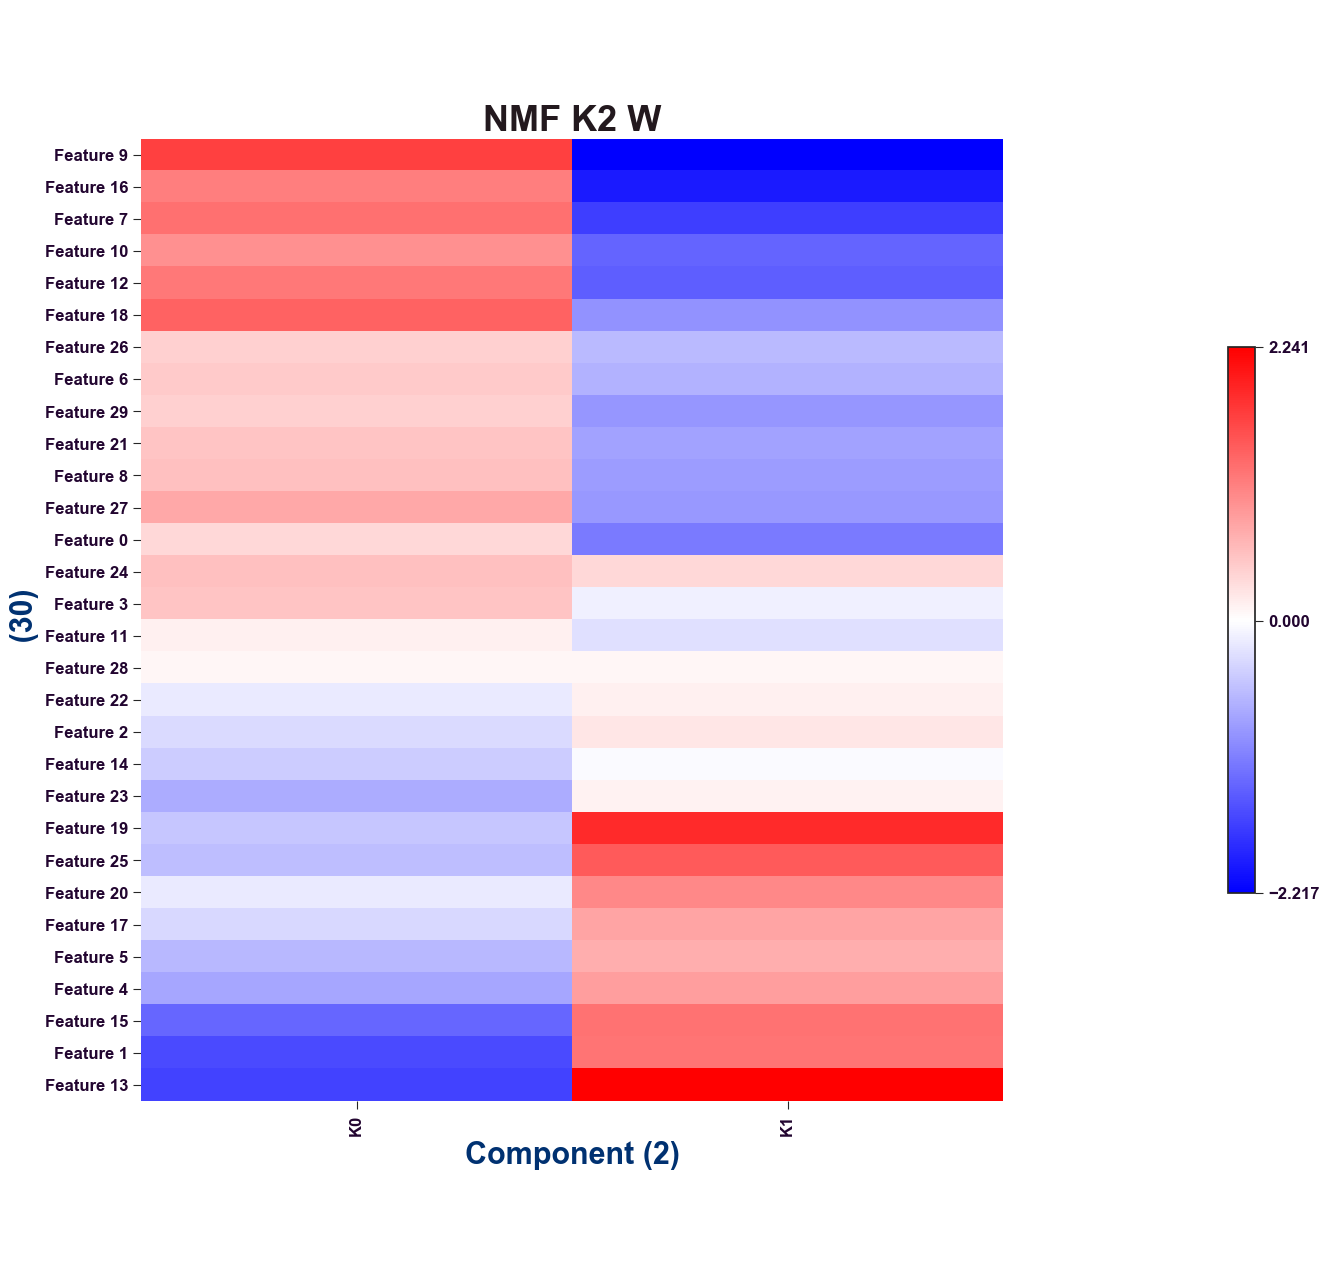 NMF K2 W
Feature 9
Feature 16
Feature 7
Feature 10
Feature 12
Feature 18
Feature 26
Feature 6
Feature 29
Feature 21
Feature 8
Feature 27
Feature 0
Feature 24
Feature 3
Feature 11
Feature 28
Feature 22
Feature 2
Feature 14
Feature 23
Feature 19
Feature 25
Feature 20
Feature 17
Feature 5
Feature 4
Feature 15
Feature 1
Feature 13
(30)
K0
K1
Component (2)
2.241
0.000
−2.217